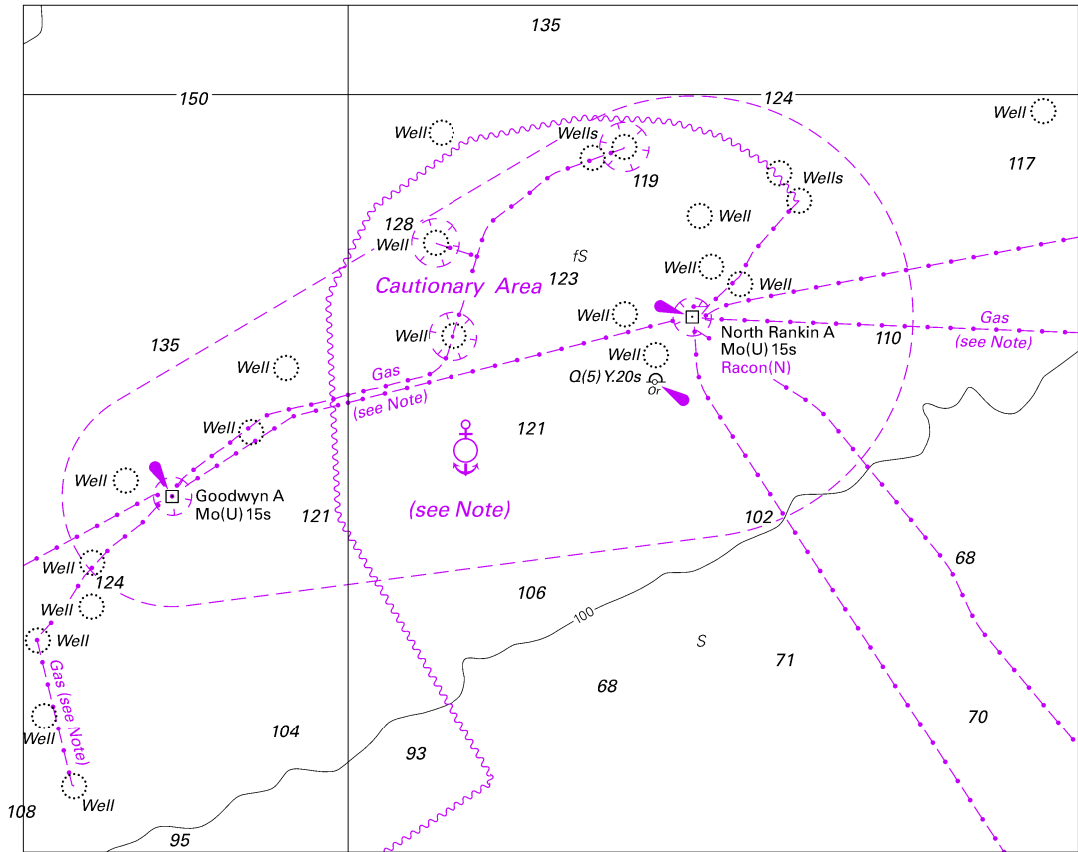 135
150
124
Well
Wells
117
119
Wells
128
Well
Well
fS
123
Well
Cautionary Area
Well
Well
North Rankin A
Mo(U) 15s
Racon(N)
110
Gas
(see Note)
135
Well
Well
Well
Q(5) Y.20s
Or
Gas
(see Note)
121
Well
Well
Goodwyn A
Mo(U) 15s
121
(see Note)
102
Well
124
68
106
Well
100
Well
S
71
Gas (see Note)
68
70
Well
104
93
Well
108
95